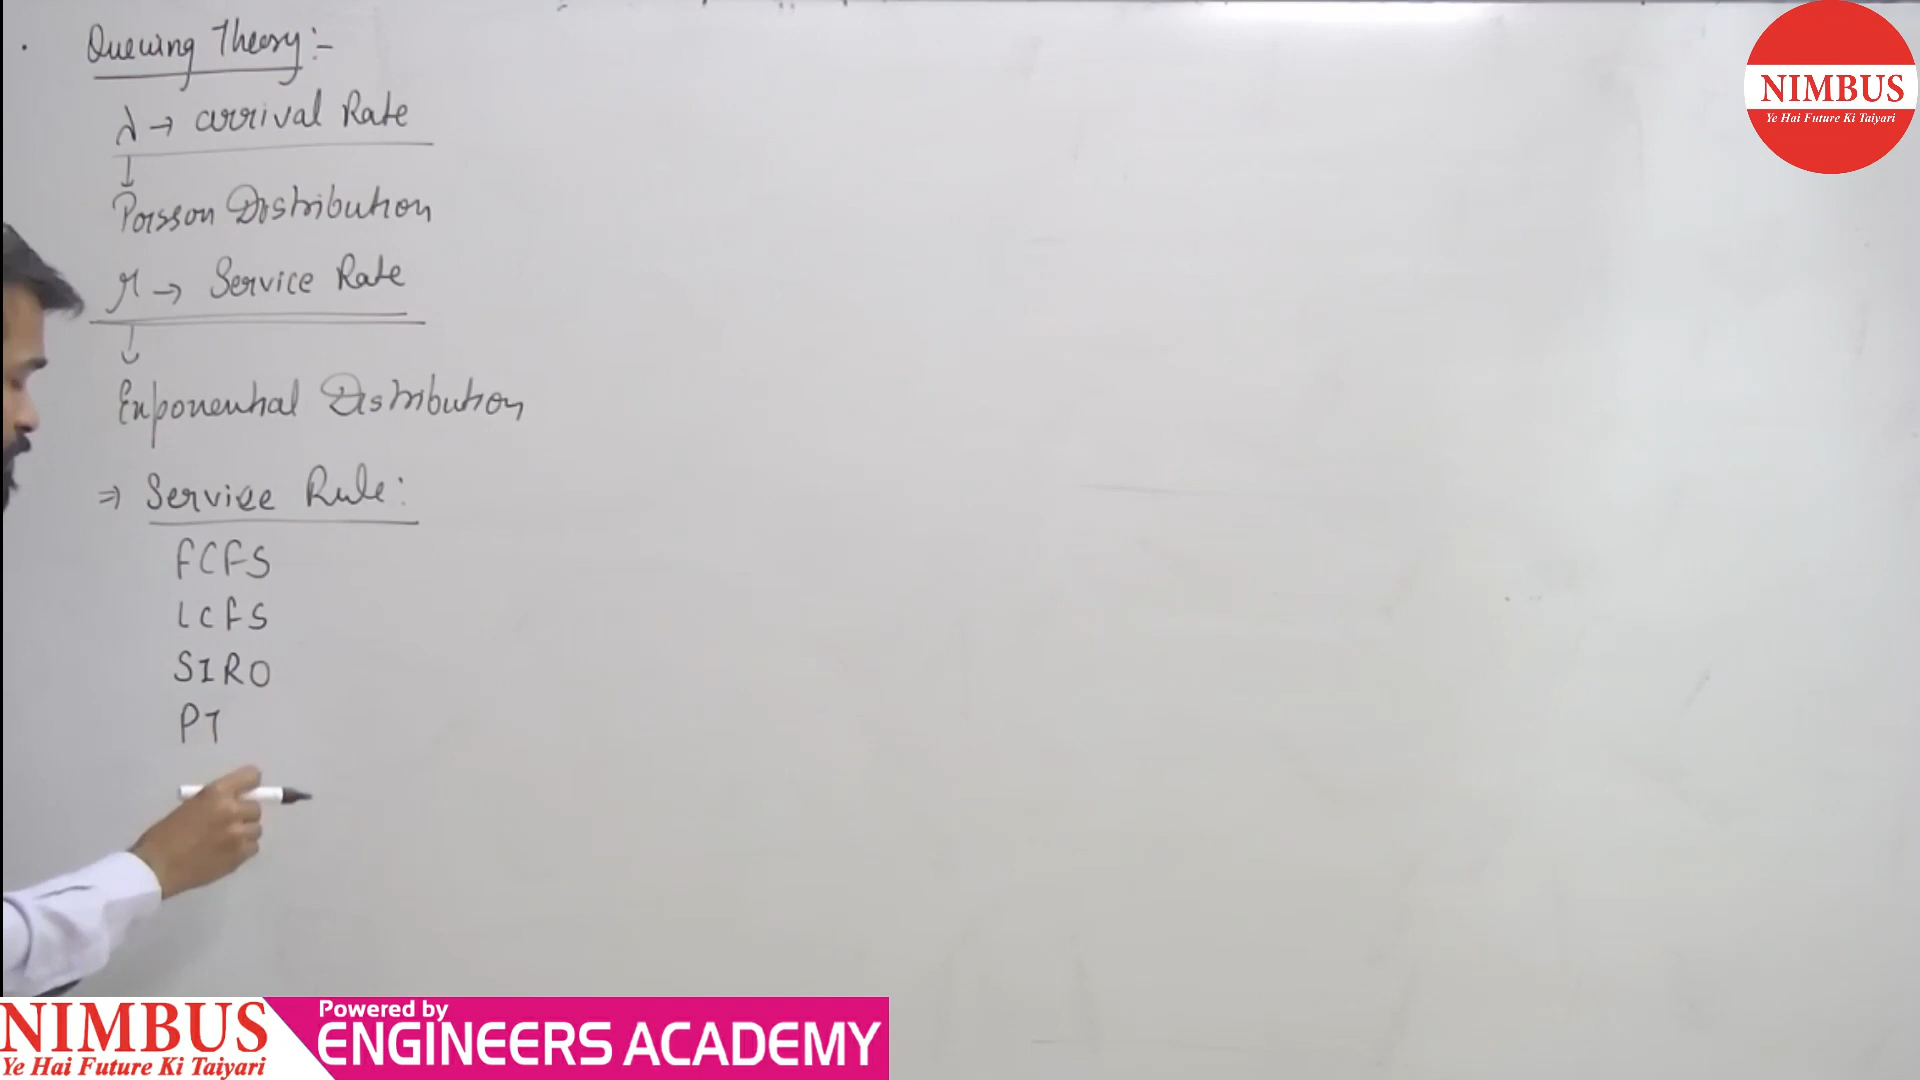 Queuing Theory:-
λ → arrival Rate
↓
Poisson Distribution
μ → Service Rate
↓
Exponential Distribution
⇒ Service Rule:
FCFS
LCFS
SIRO
PT
NIMBUS
Ye Hai Future Ki Taiyari
NIMBUS
Ye Hai Future Ki Taiyari
Powered by
ENGINEERS ACADEMY